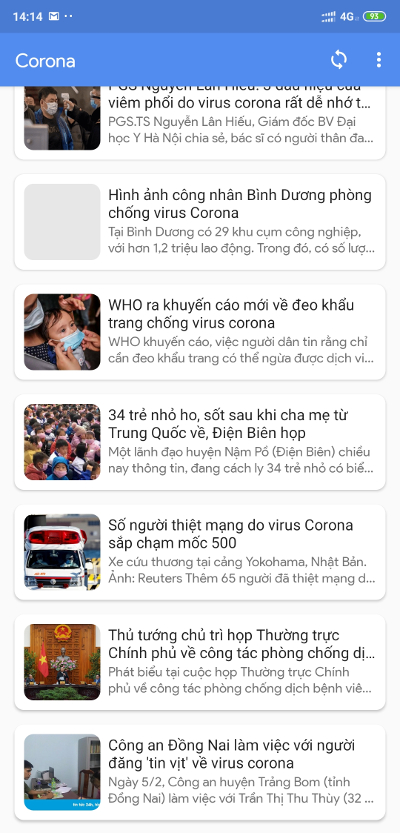 14:14
4G
93
Corona
PGS Nguyễn Lân Hiếu: 3 dấu hiệu của
viêm phổi do virus corona rất dễ nhớ t...
PGS.TS Nguyễn Lân Hiếu, Giám đốc BV Đại
học Y Hà Nội chia sẻ, bác sĩ có người thân đa...
Hình ảnh công nhân Bình Dương phòng
chống virus Corona
Tại Bình Dương có 29 khu cụm công nghiệp,
với hơn 1,2 triệu lao động. Trong đó, có số lượ...
WHO ra khuyến cáo mới về đeo khẩu
trang chống virus corona
WHO khuyến cáo, việc người dân tin rằng chỉ
cần đeo khẩu trang có thể ngừa được dịch vi...
34 trẻ nhỏ ho, sốt sau khi cha mẹ từ
Trung Quốc về, Điện Biên họp
Một lãnh đạo huyện Nậm Pồ (Điện Biên) chiều
nay thông tin, đang cách ly 34 trẻ nhỏ có biể...
Số người thiệt mạng do virus Corona
sắp chạm mốc 500
Xe cứu thương tại cảng Yokohama, Nhật Bản.
Ảnh: Reuters Thêm 65 người đã thiệt mạng d...
Thủ tướng chủ trì họp Thường trực
Chính phủ về công tác phòng chống dị...
Phát biểu tại cuộc họp Thường trực Chính
phủ về công tác phòng chống dịch bệnh viê...
Công an Đồng Nai làm việc với người
đăng 'tin vịt' về virus corona
Ngày 5/2, Công an huyện Trảng Bom (tỉnh
Đồng Nai) làm việc với Trần Thị Thu Thùy (32 ...